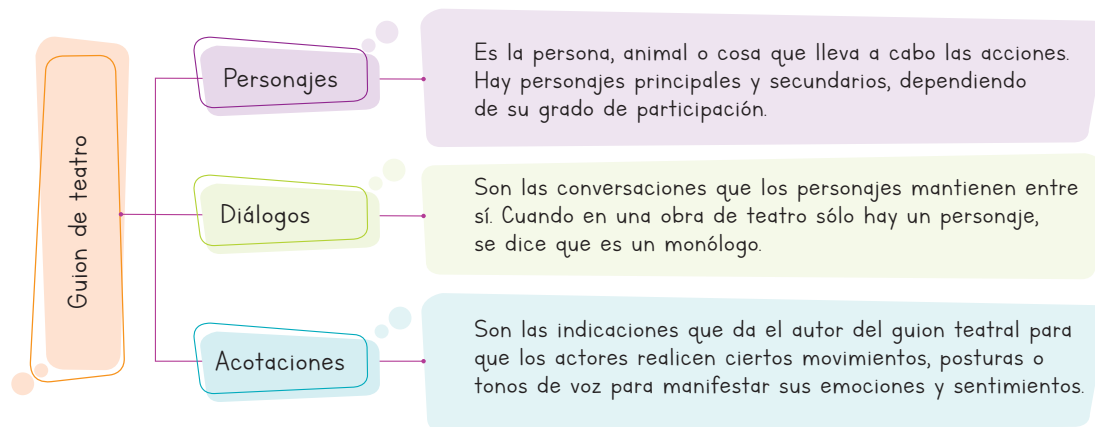 Guion de teatro
Personajes
Es la persona, animal o cosa que lleva a cabo las acciones.
Hay personajes principales y secundarios, dependiendo
de su grado de participación.
Diálogos
Son las conversaciones que los personajes mantienen entre
sí. Cuando en una obra de teatro sólo hay un personaje,
se dice que es un monólogo.
Acotaciones
Son las indicaciones que da el autor del guion teatral para
que los actores realicen ciertos movimientos, posturas o
tonos de voz para manifestar sus emociones y sentimientos.